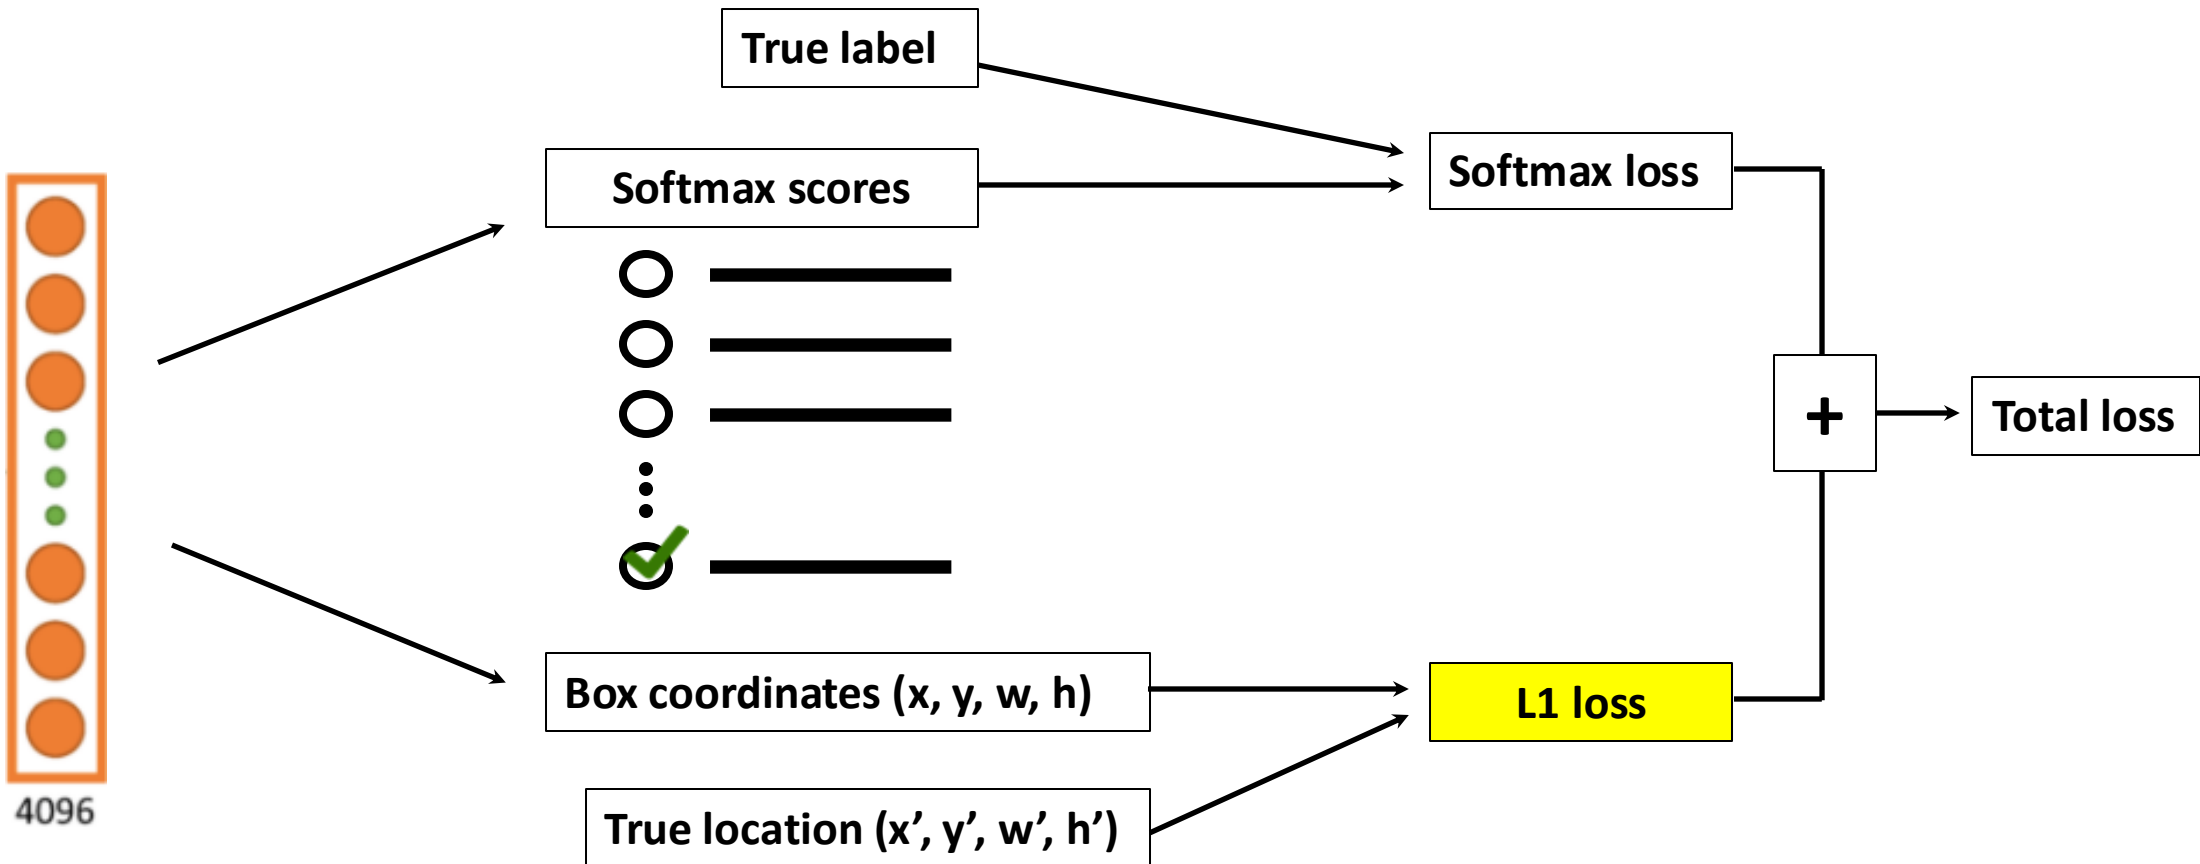 True label
Softmax scores
Softmax loss
+
Total loss
Box coordinates (x, y, w, h)
L1 loss
True location (x’, y’, w’, h’)
4096